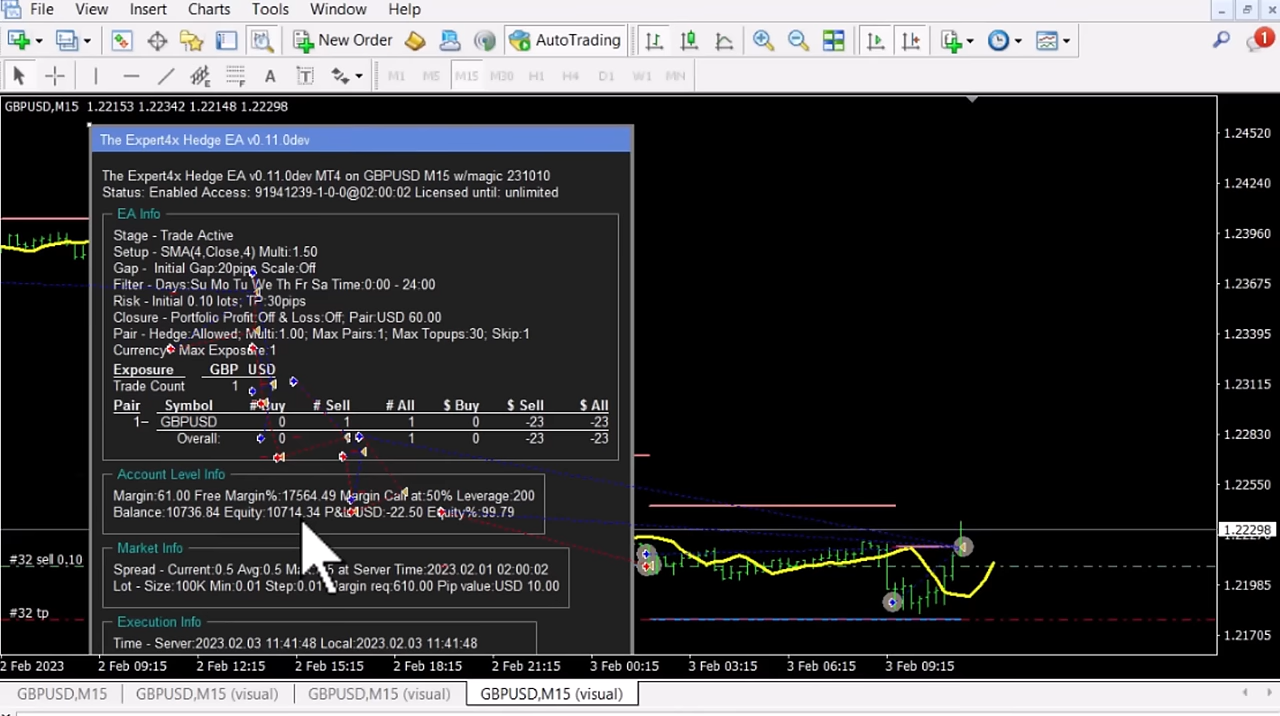 File View Insert Charts Tools Window Help
New Order AutoTrading 1
A T M1 M5 M15 M30 H1 H4 D1 W1 MN
GBPUSD,M15 1.22153 1.22342 1.22148 1.22298
The Expert4x Hedge EA v0.11.0dev
The Expert4x Hedge EA v0.11.0dev MT4 on GBPUSD M15 w/magic 231010
Status: Enabled Access: 91941239-1-0-0@02:00:02 Licensed until: unlimited
EA Info
Stage - Trade Active
Setup - SMA(4,Close,4) Multi:1.50
Gap - Initial Gap:20pips Scale:Off
Filter - Days:Su Mo Tu We Th Fr Sa Time:0:00 - 24:00
Risk - Initial 0.10 lots; TP:30pips
Closure - Portfolio Profit:Off & Loss:Off; Pair:USD 60.00
Pair - Hedge:Allowed; Multi:1.00; Max Pairs:1; Max Topups:30; Skip:1
Currency Max Exposure:1
Exposure GBP USD
Trade Count 1
Pair Symbol # Buy # Sell # All $ Buy $ Sell $ All
1– GBPUSD 0 1 1 0 -23 -23
Overall: 0 1 0 -23 -23
Account Level Info
Margin:61.00 Free Margin%:17564.49 Margin Call at:50% Leverage:200
Balance:10736.84 Equity:10714.34 P&L USD:-22.50 Equity%:99.79
Market Info
Spread - Current:0.5 Avg:0.5 at Server Time:2023.02.01 02:00:02
Lot - Size:100K Min:0.01 Step:0.01 Margin req:610.00 Pip value:USD 10.00
Execution Info
Time - Server:2023.02.03 11:41:48 Local:2023.02.03 11:41:48
#32 sell 0.10
#32 tp
1.24520
1.24240
1.23960
1.23675
1.23395
1.23115
1.22830
1.22550
1.22298
1.21985
1.21705
2 Feb 2023 2 Feb 09:15 2 Feb 12:15 2 Feb 15:15 2 Feb 18:15 2 Feb 21:15 3 Feb 00:15 3 Feb 03:15 3 Feb 06:15 3 Feb 09:15
GBPUSD,M15 GBPUSD,M15 (visual) GBPUSD,M15 (visual) GBPUSD,M15 (visual)